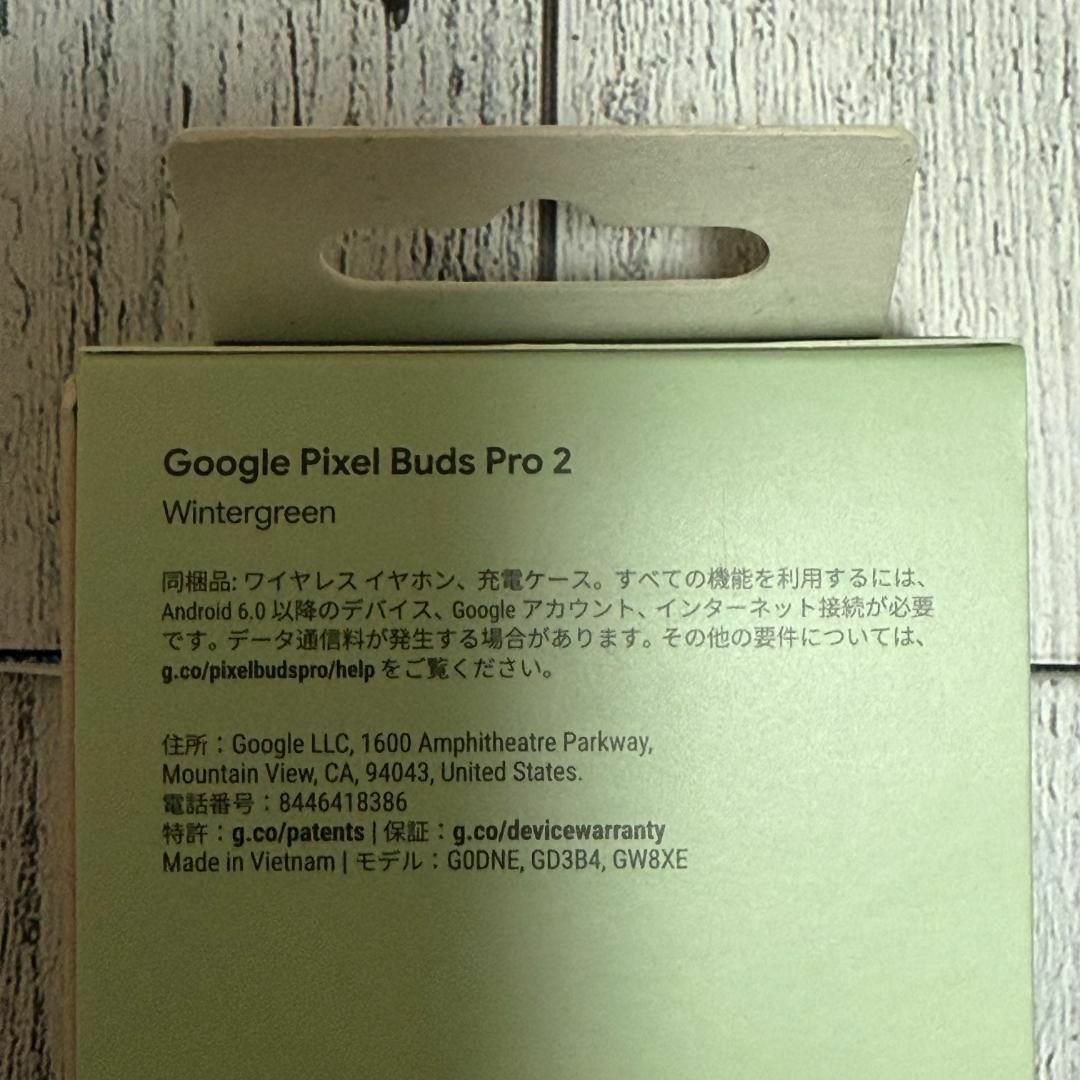 Google Pixel Buds Pro 2
Wintergreen
同梱品: ワイヤレス イヤホン、充電ケース。すべての機能を利用するには、
Android 6.0 以降のデバイス、Google アカウント、インターネット接続が必要
です。データ通信料が発生する場合があります。その他の要件については、
g.co/pixelbudspro/help をご覧ください。
住所：Google LLC, 1600 Amphitheatre Parkway,
Mountain View, CA, 94043, United States.
電話番号：8446418386
特許：g.co/patents | 保証：g.co/devicewarranty
Made in Vietnam | モデル：G0DNE, GD3B4, GW8XE